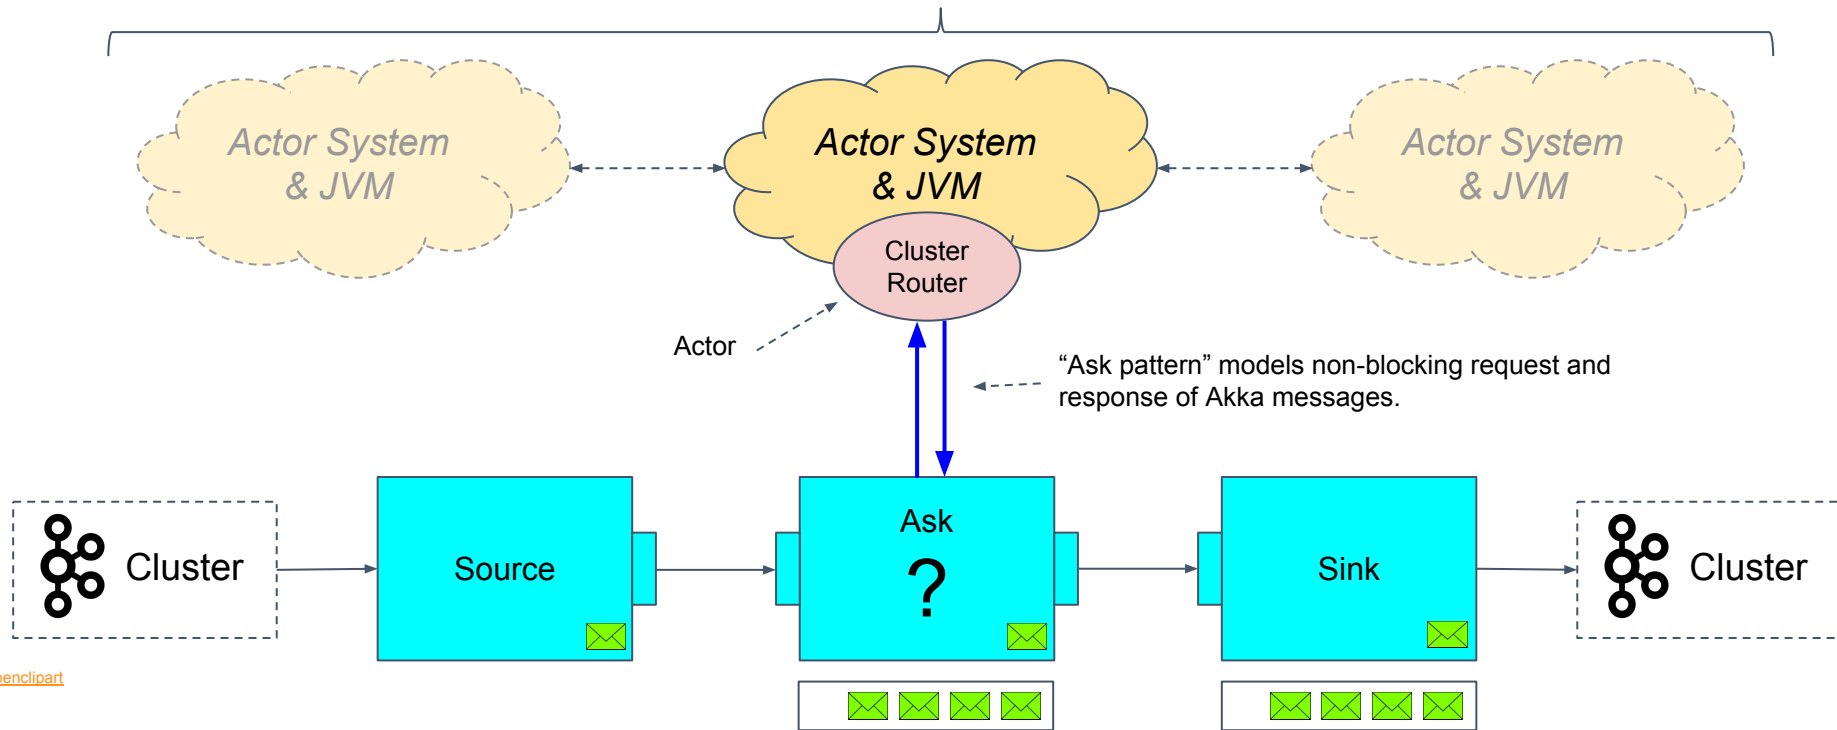 Actor System
& JVM
Actor System
& JVM
Actor System
& JVM
Cluster
Router
Actor
“Ask pattern” models non-blocking request and
response of Akka messages.
Cluster
Source
Ask
?
Sink
Cluster
penclipart